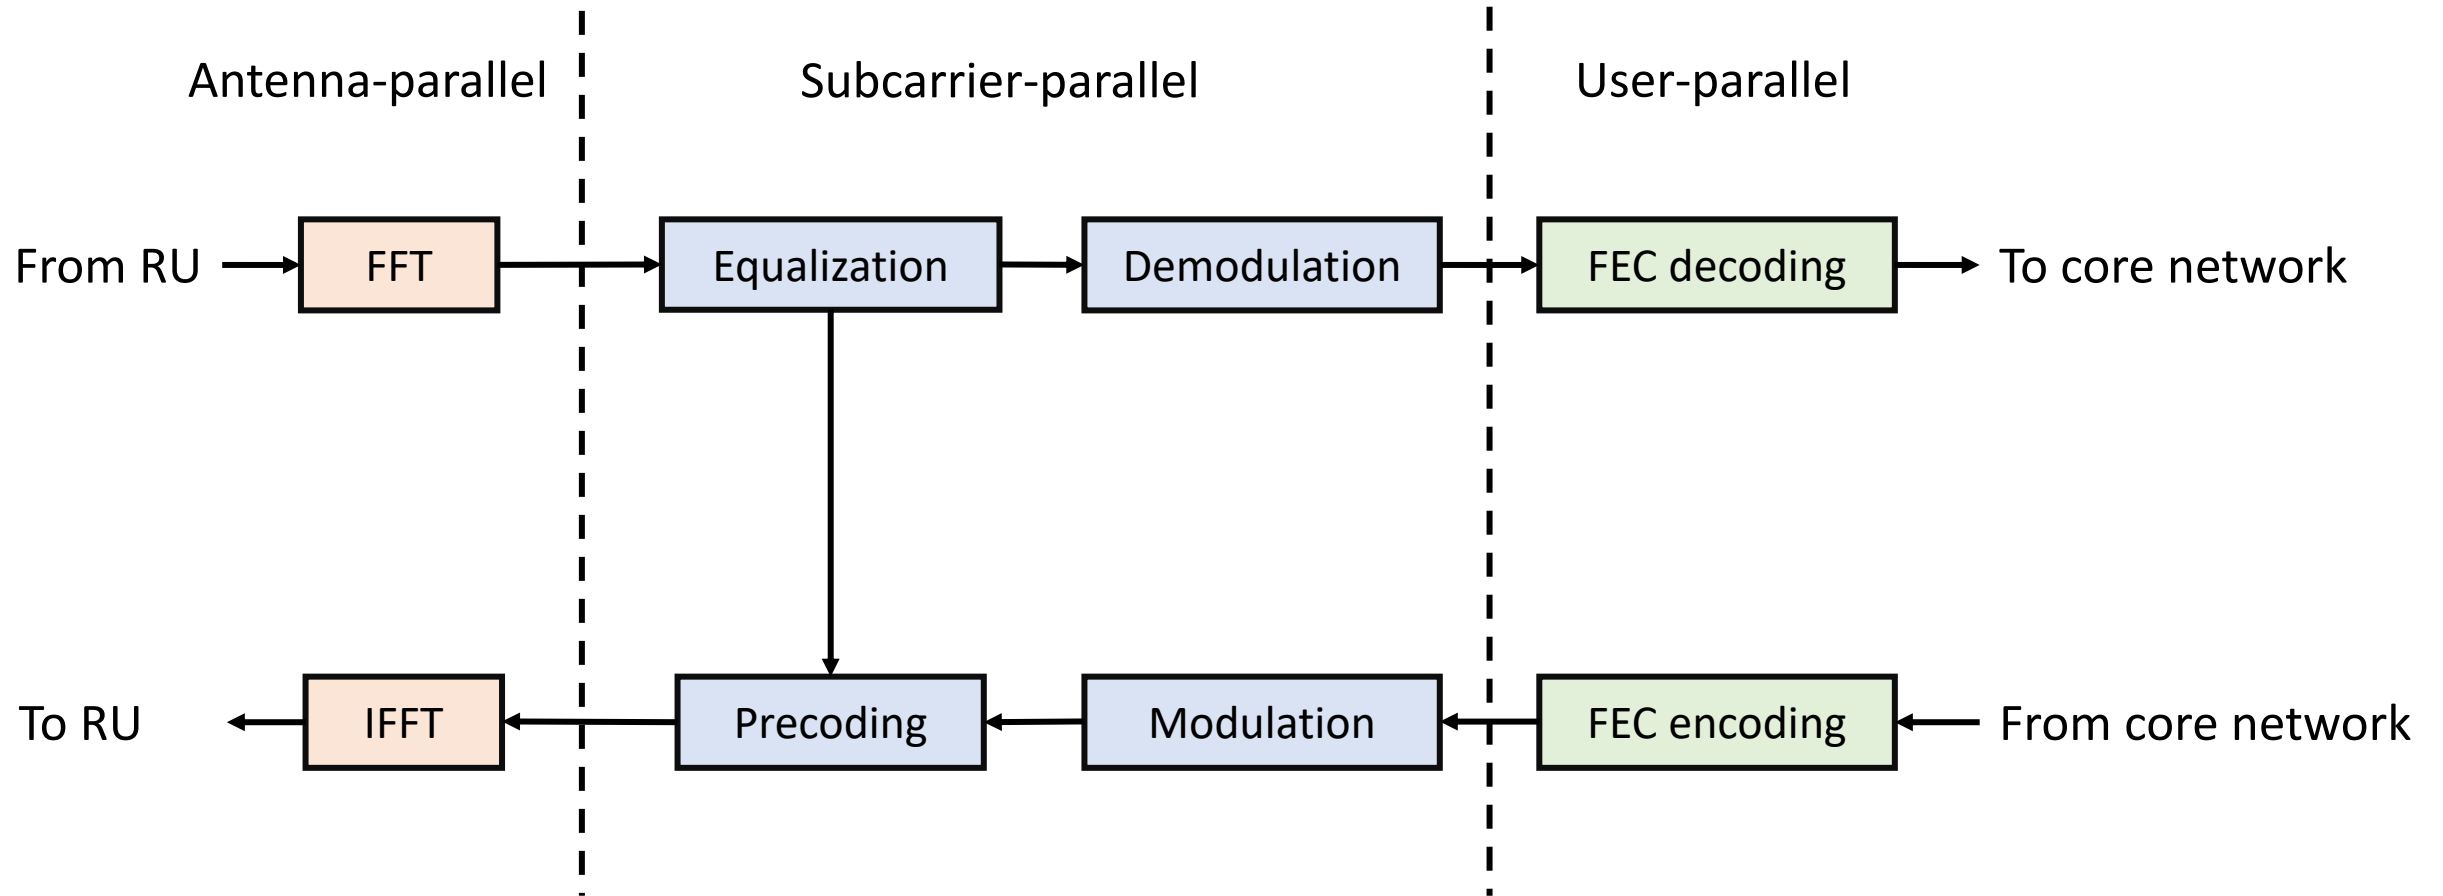 Antenna-parallel
Subcarrier-parallel
User-parallel
From RU
FFT
Equalization
Demodulation
FEC decoding
To core network
To RU
IFFT
Precoding
Modulation
FEC encoding
From core network